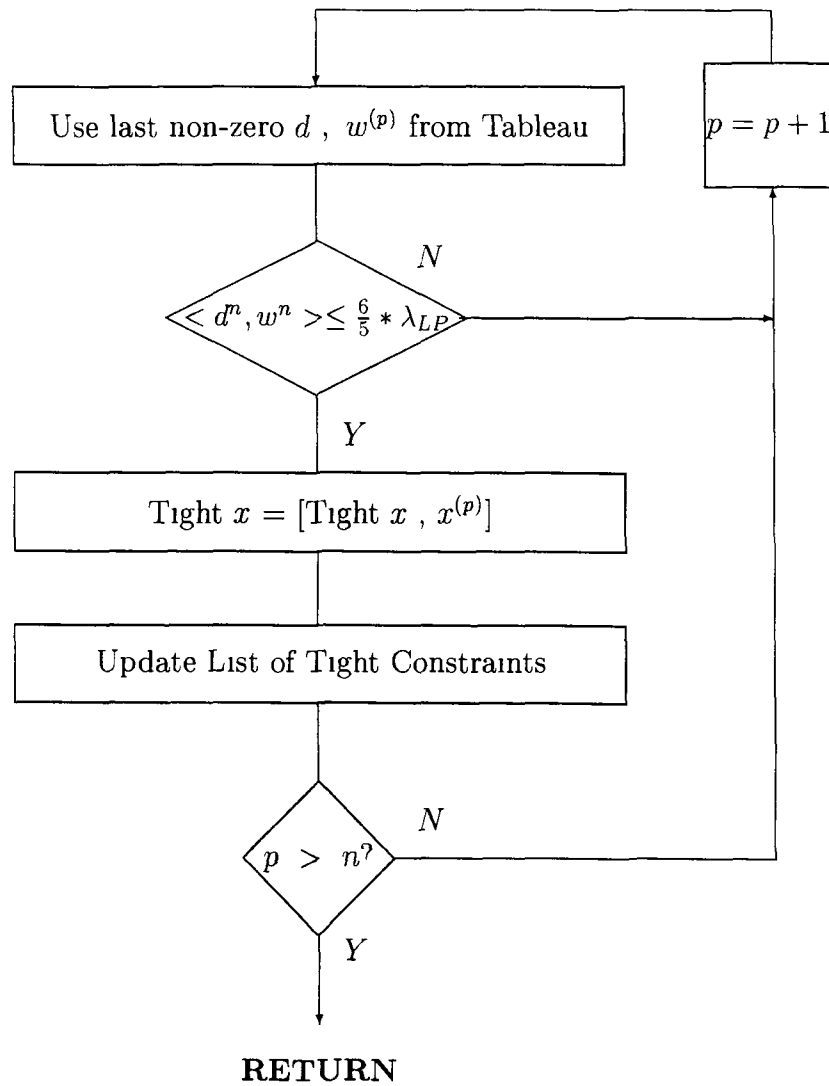 Use last non-zero d , w^(p) from Tableau
p = p + 1
N
< d^n, w^n > ≤ 6/5 * λ_LP
Y
Tight x = [Tight x , x^(p)]
Update List of Tight Constraints
N
p > n?
Y
RETURN